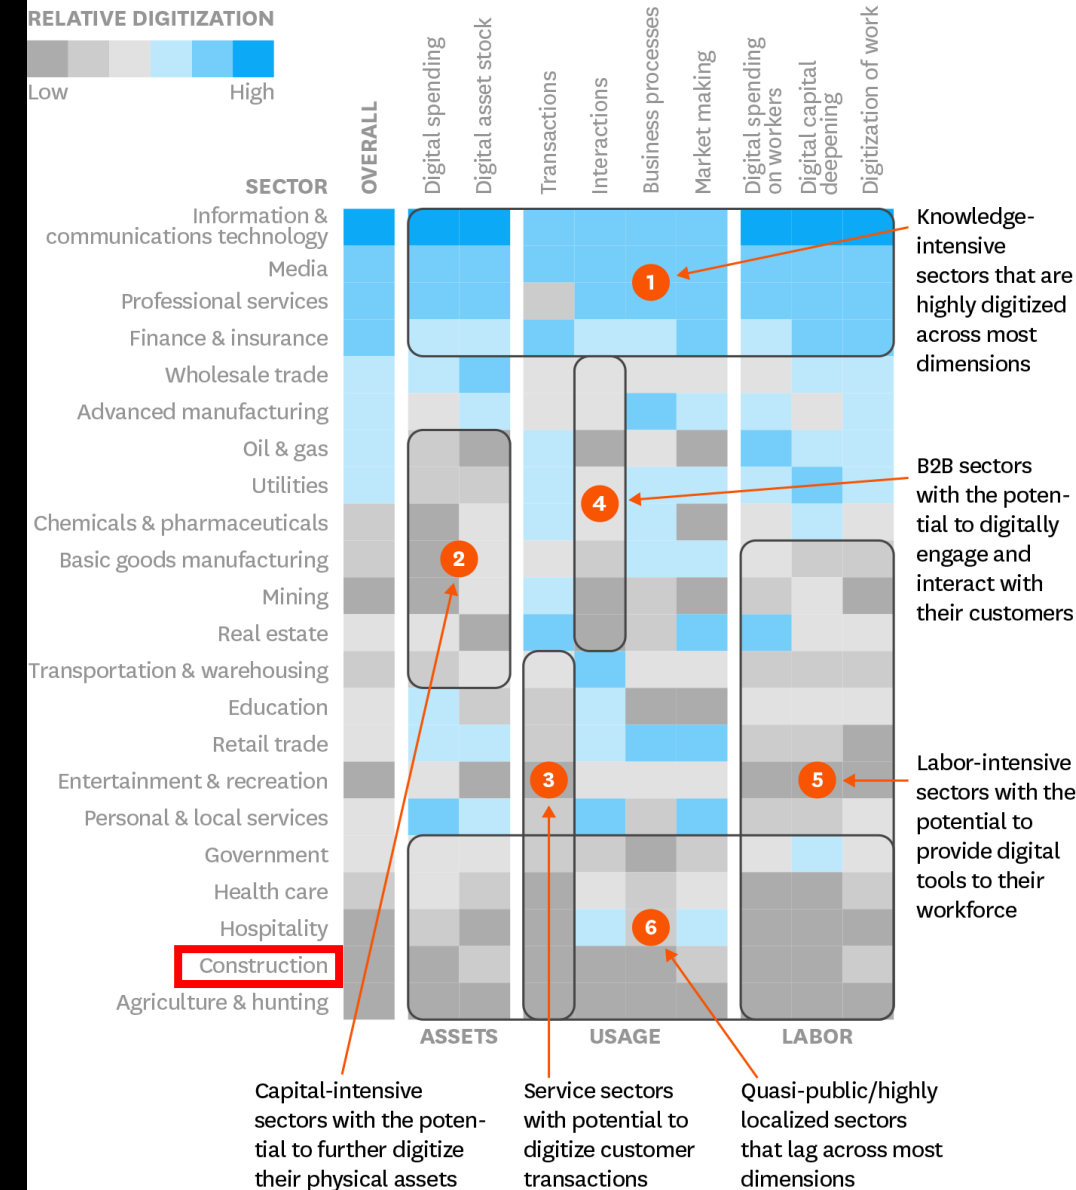 RELATIVE DIGITIZATION
Low
High
SECTOR
OVERALL
Digital spending
Digital asset stock
Transactions
Interactions
Business processes
Market making
Digital spending
on workers
Digital capital
deepening
Digitization of work
Information &
communications technology
Media
Professional services
Finance & insurance
Wholesale trade
Advanced manufacturing
Oil & gas
Utilities
Chemicals & pharmaceuticals
Basic goods manufacturing
Mining
Real estate
Transportation & warehousing
Education
Retail trade
Entertainment & recreation
Personal & local services
Government
Health care
Hospitality
Construction
Agriculture & hunting
1
2
4
3
5
6
Knowledge-
intensive
sectors that are
highly digitized
across most
dimensions
B2B sectors
with the poten-
tial to digitally
engage and
interact with
their customers
Labor-intensive
sectors with the
potential to
provide digital
tools to their
workforce
ASSETS
USAGE
LABOR
Capital-intensive
sectors with the poten-
tial to further digitize
their physical assets
Service sectors
with potential to
digitize customer
transactions
Quasi-public/highly
localized sectors
that lag across most
dimensions